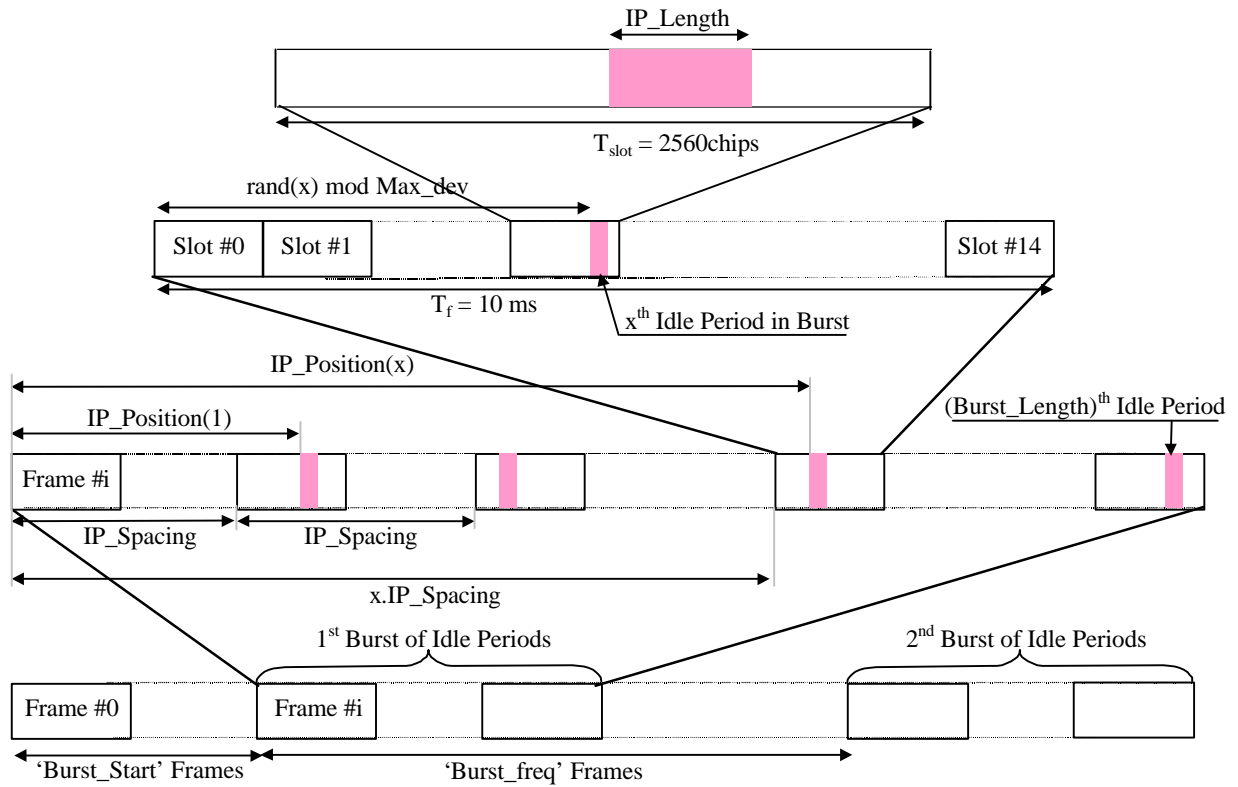 IP_Length
T_slot = 2560chips
rand(x) mod Max_dev
Slot #0 Slot #1 Slot #14
T_f = 10 ms
x^th Idle Period in Burst
IP_Position(x)
IP_Position(1)
(Burst_Length)^th Idle Period
Frame #i
IP_Spacing IP_Spacing
x.IP_Spacing
1^st Burst of Idle Periods 2^nd Burst of Idle Periods
Frame #0 Frame #i
‘Burst_Start’ Frames ‘Burst_freq’ Frames